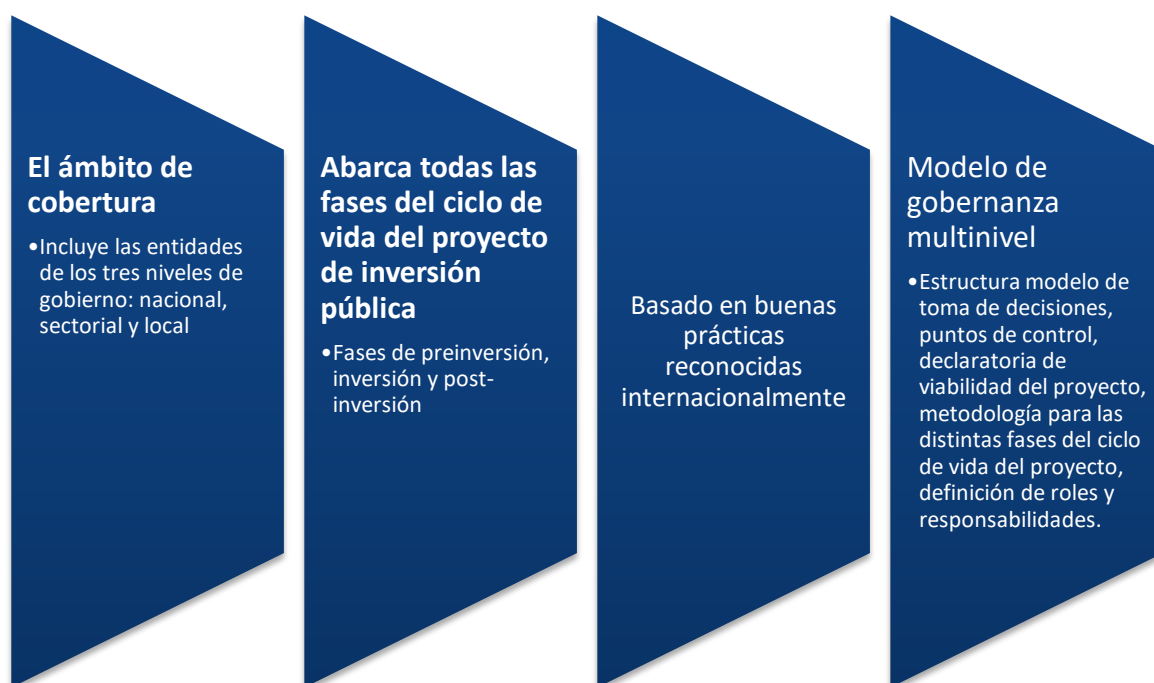 El ámbito de
cobertura
•Incluye las entidades
de los tres niveles de
gobierno: nacional,
sectorial y local
Abarca todas las
fases del ciclo de
vida del proyecto
de inversión
pública
•Fases de preinversión,
inversión y post-
inversión
Basado en buenas
prácticas
reconocidas
internacionalmente
Modelo de
gobernanza
multinivel
•Estructura modelo de
toma de decisiones,
puntos de control,
declaratoria de
viabilidad del proyecto,
metodología para las
distintas fases del ciclo
de vida del proyecto,
definición de roles y
responsabilidades.